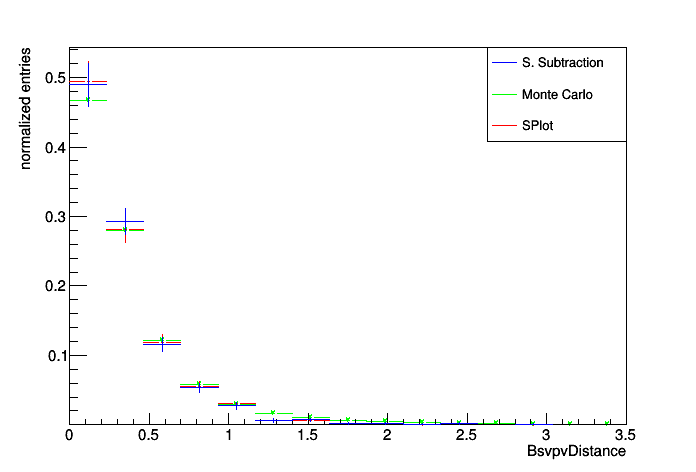 normalized entries
S. Subtraction
Monte Carlo
SPlot
0.5
0.4
0.3
0.2
0.1
0 0.5 1 1.5 2 2.5 3 3.5
BsvpvDistance